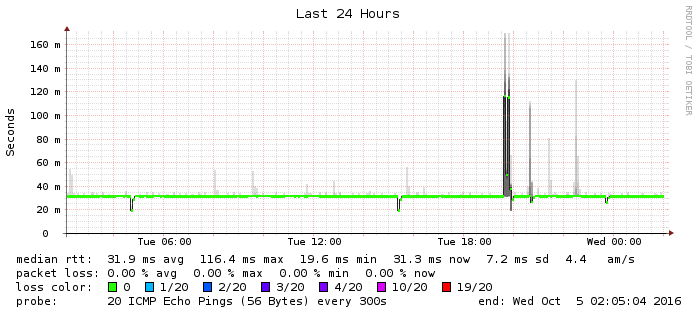 Last 24 Hours
RRDTOOL / TOBI OETIKER
Seconds
160 m
140 m
120 m
100 m
80 m
60 m
40 m
20 m
0
Tue 06:00 Tue 12:00 Tue 18:00 Wed 00:00
median rtt: 31.9 ms avg 116.4 ms max 19.6 ms min 31.3 ms now 7.2 ms sd 4.4 am/s
packet loss: 0.00 % avg 0.00 % max 0.00 % min 0.00 % now
loss color: 0 1/20 2/20 3/20 4/20 10/20 19/20
probe: 20 ICMP Echo Pings (56 Bytes) every 300s end: Wed Oct 5 02:05:04 2016